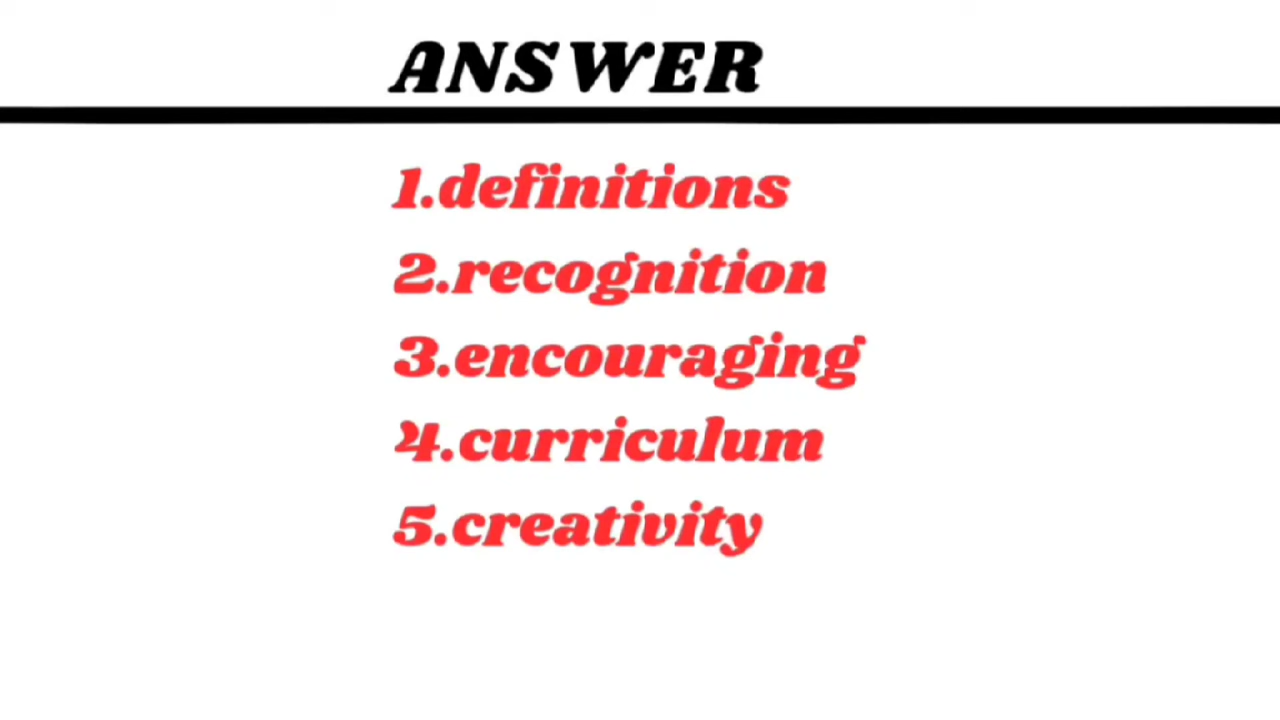 ANSWER
1.definitions
2.recognition
3.encouraging
4.curriculum
5.creativity